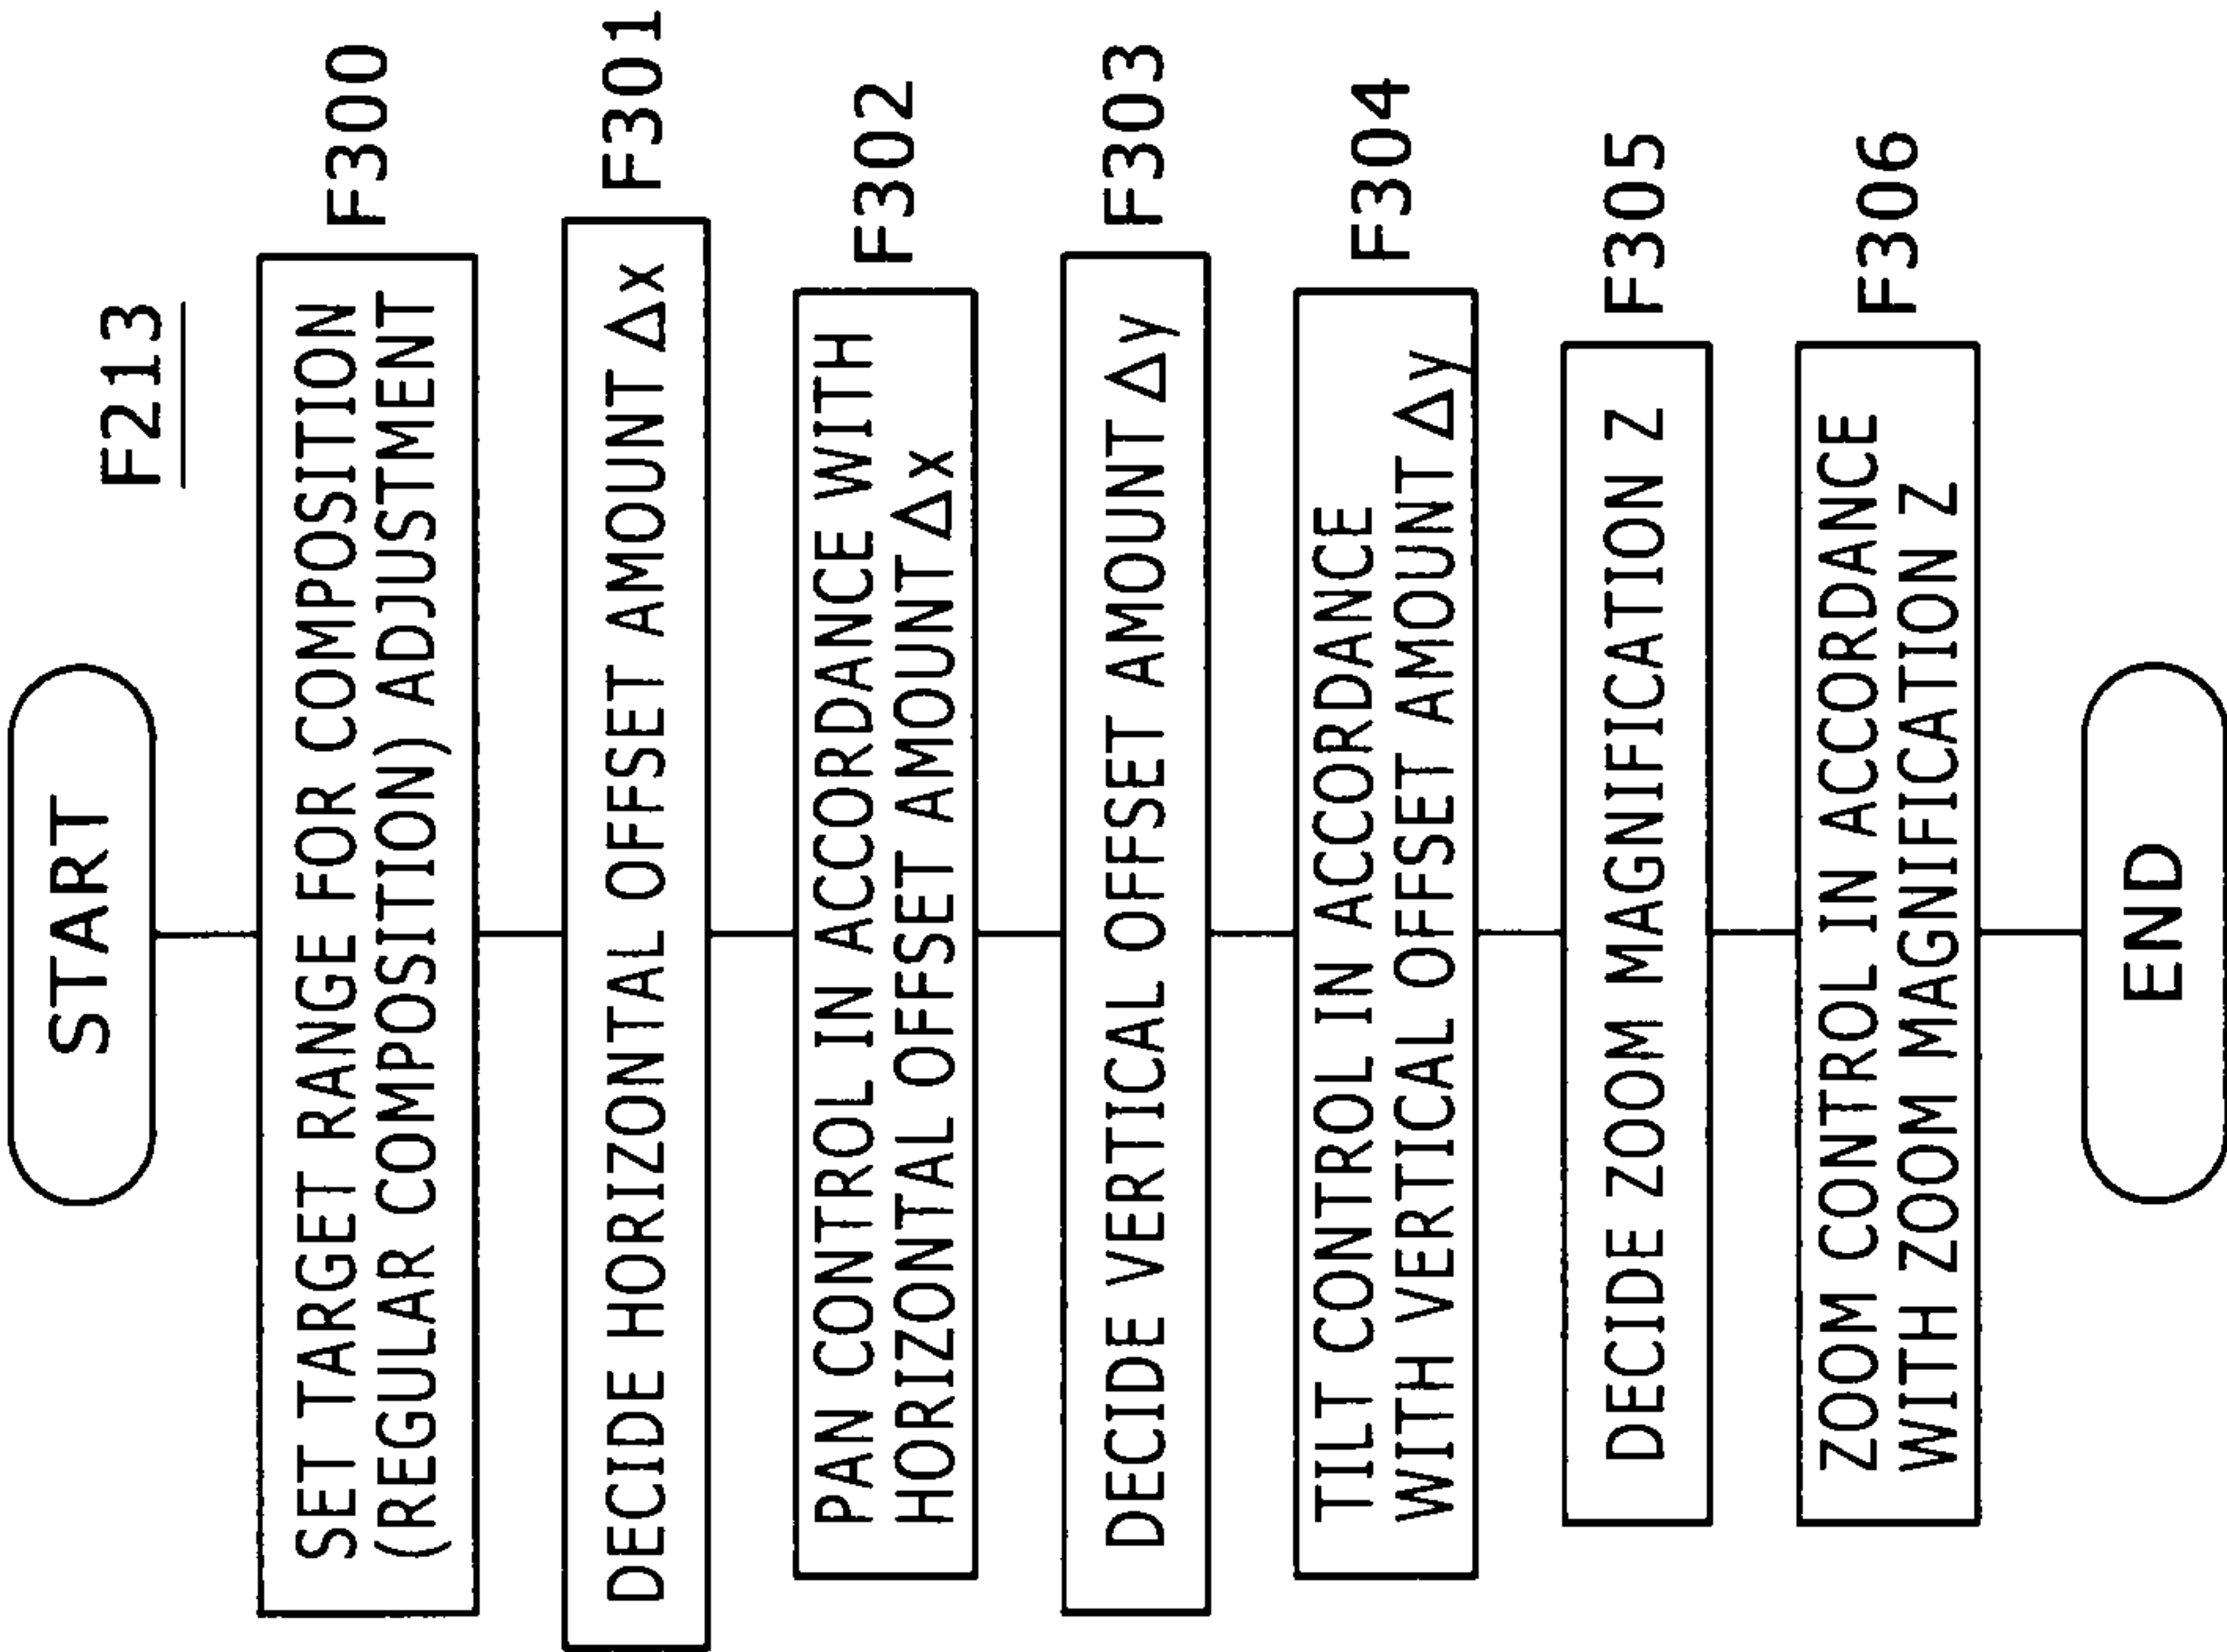 F213
START
SET TARGET RANGE FOR COMPOSITION
(REGULAR COMPOSITION) ADJUSTMENT
F300
DECIDE HORIZONTAL OFFSET AMOUNT Δx
F301
PAN CONTROL IN ACCORDANCE WITH
HORIZONTAL OFFSET AMOUNT Δx
F302
DECIDE VERTICAL OFFSET AMOUNT Δy
F303
TILT CONTROL IN ACCORDANCE
WITH VERTICAL OFFSET AMOUNT Δy
F304
DECIDE ZOOM MAGNIFICATION Z
F305
ZOOM CONTROL IN ACCORDANCE
WITH ZOOM MAGNIFICATION Z
F306
END